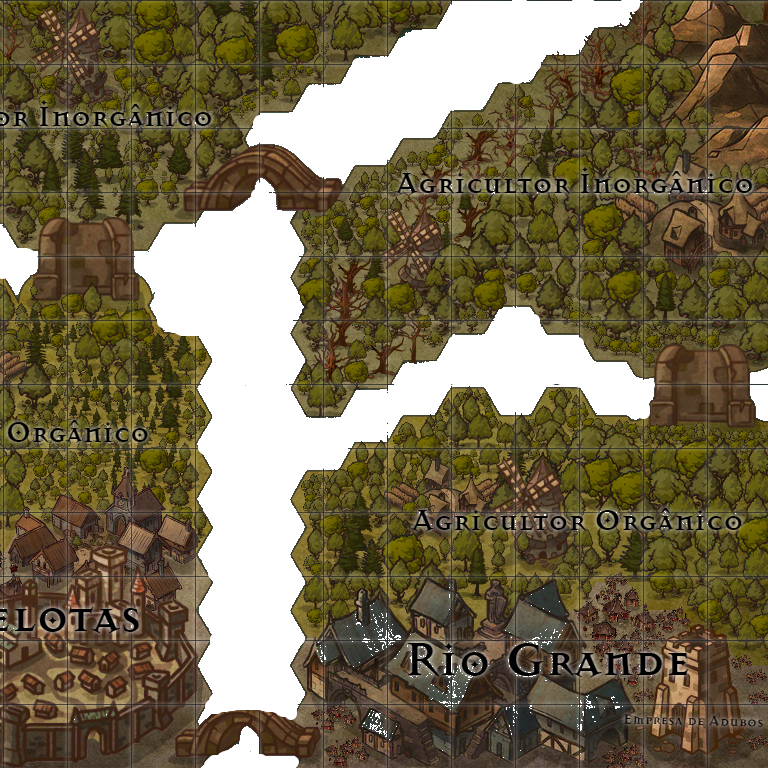 or Inorgânico
Agricultor Inorgânico
Orgânico
Agricultor Orgânico
elotas
Rio Grande
Empresa de Adubos